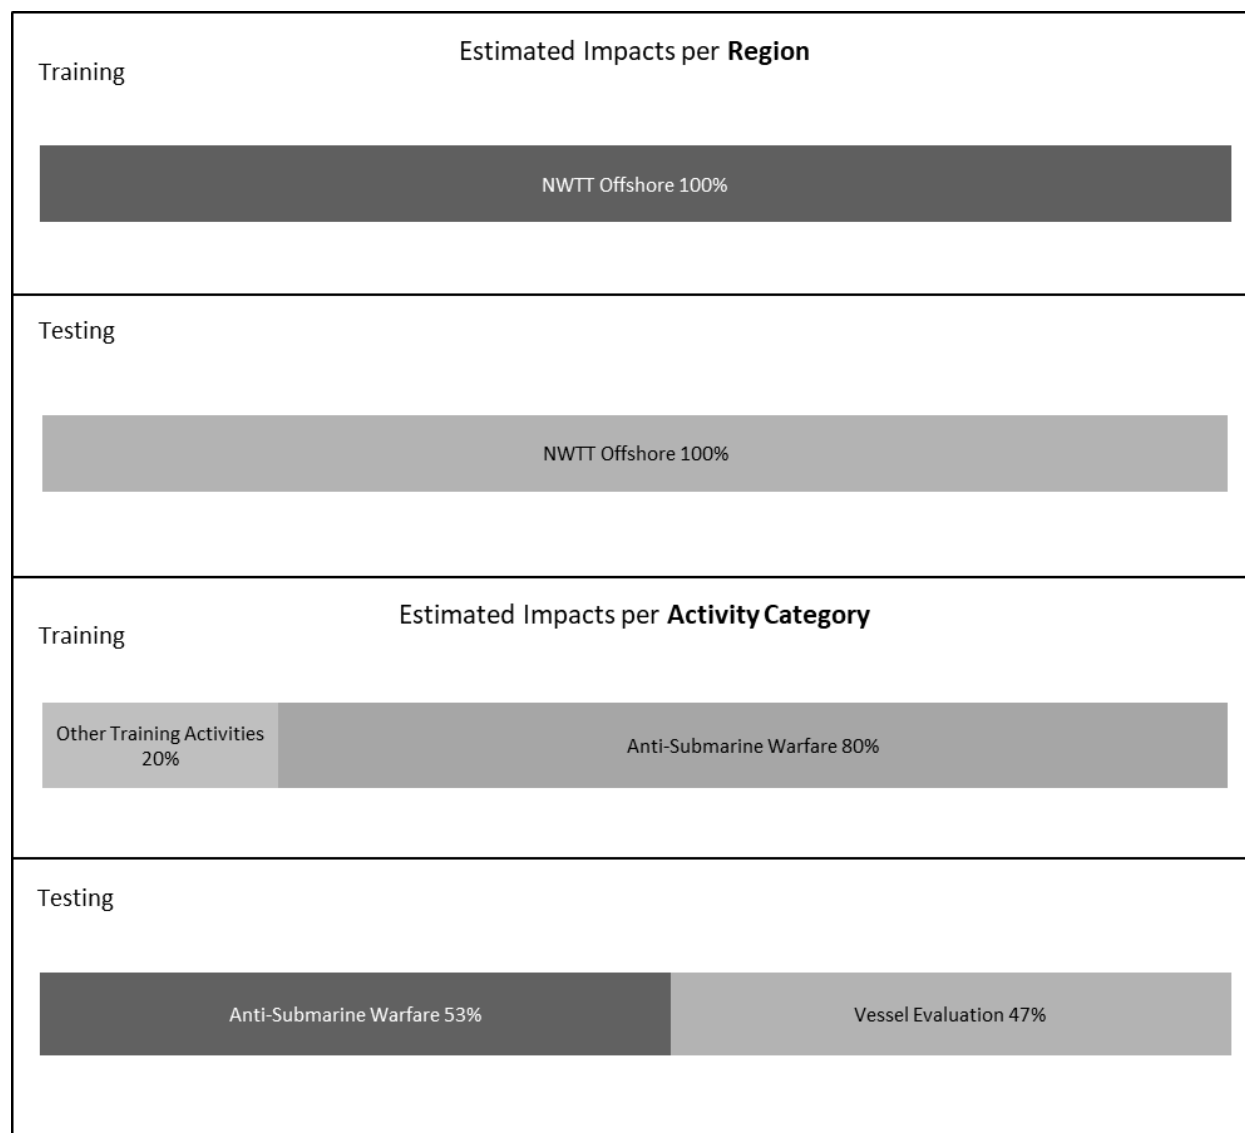 Estimated Impacts per Region
Training
NWTT Offshore 100%
Testing
NWTT Offshore 100%
Estimated Impacts per Activity Category
Training
Other Training Activities
20%
Anti-Submarine Warfare 80%
Testing
Anti-Submarine Warfare 53%
Vessel Evaluation 47%